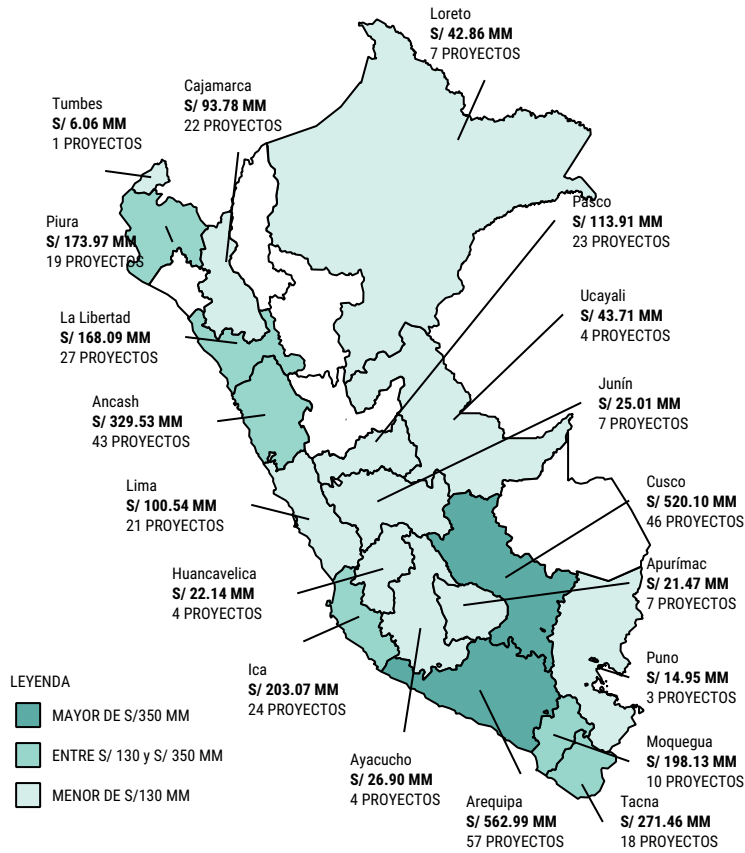 Loreto
S/ 42.86 MM
7 PROYECTOS
Cajamarca
S/ 93.78 MM
22 PROYECTOS
Tumbes
S/ 6.06 MM
1 PROYECTOS
Piura
S/ 173.97 MM
19 PROYECTOS
Pasco
S/ 113.91 MM
23 PROYECTOS
Ucayali
S/ 43.71 MM
4 PROYECTOS
La Libertad
S/ 168.09 MM
27 PROYECTOS
Junín
S/ 25.01 MM
7 PROYECTOS
Ancash
S/ 329.53 MM
43 PROYECTOS
Lima
S/ 100.54 MM
21 PROYECTOS
Cusco
S/ 520.10 MM
46 PROYECTOS
Huancavelica
S/ 22.14 MM
4 PROYECTOS
Apurímac
S/ 21.47 MM
7 PROYECTOS
Ica
S/ 203.07 MM
24 PROYECTOS
Puno
S/ 14.95 MM
3 PROYECTOS
LEYENDA
MAYOR DE S/350 MM
ENTRE S/ 130 y S/ 350 MM
MENOR DE S/130 MM
Moquegua
S/ 198.13 MM
10 PROYECTOS
Ayacucho
S/ 26.90 MM
4 PROYECTOS
Arequipa
S/ 562.99 MM
57 PROYECTOS
Tacna
S/ 271.46 MM
18 PROYECTOS